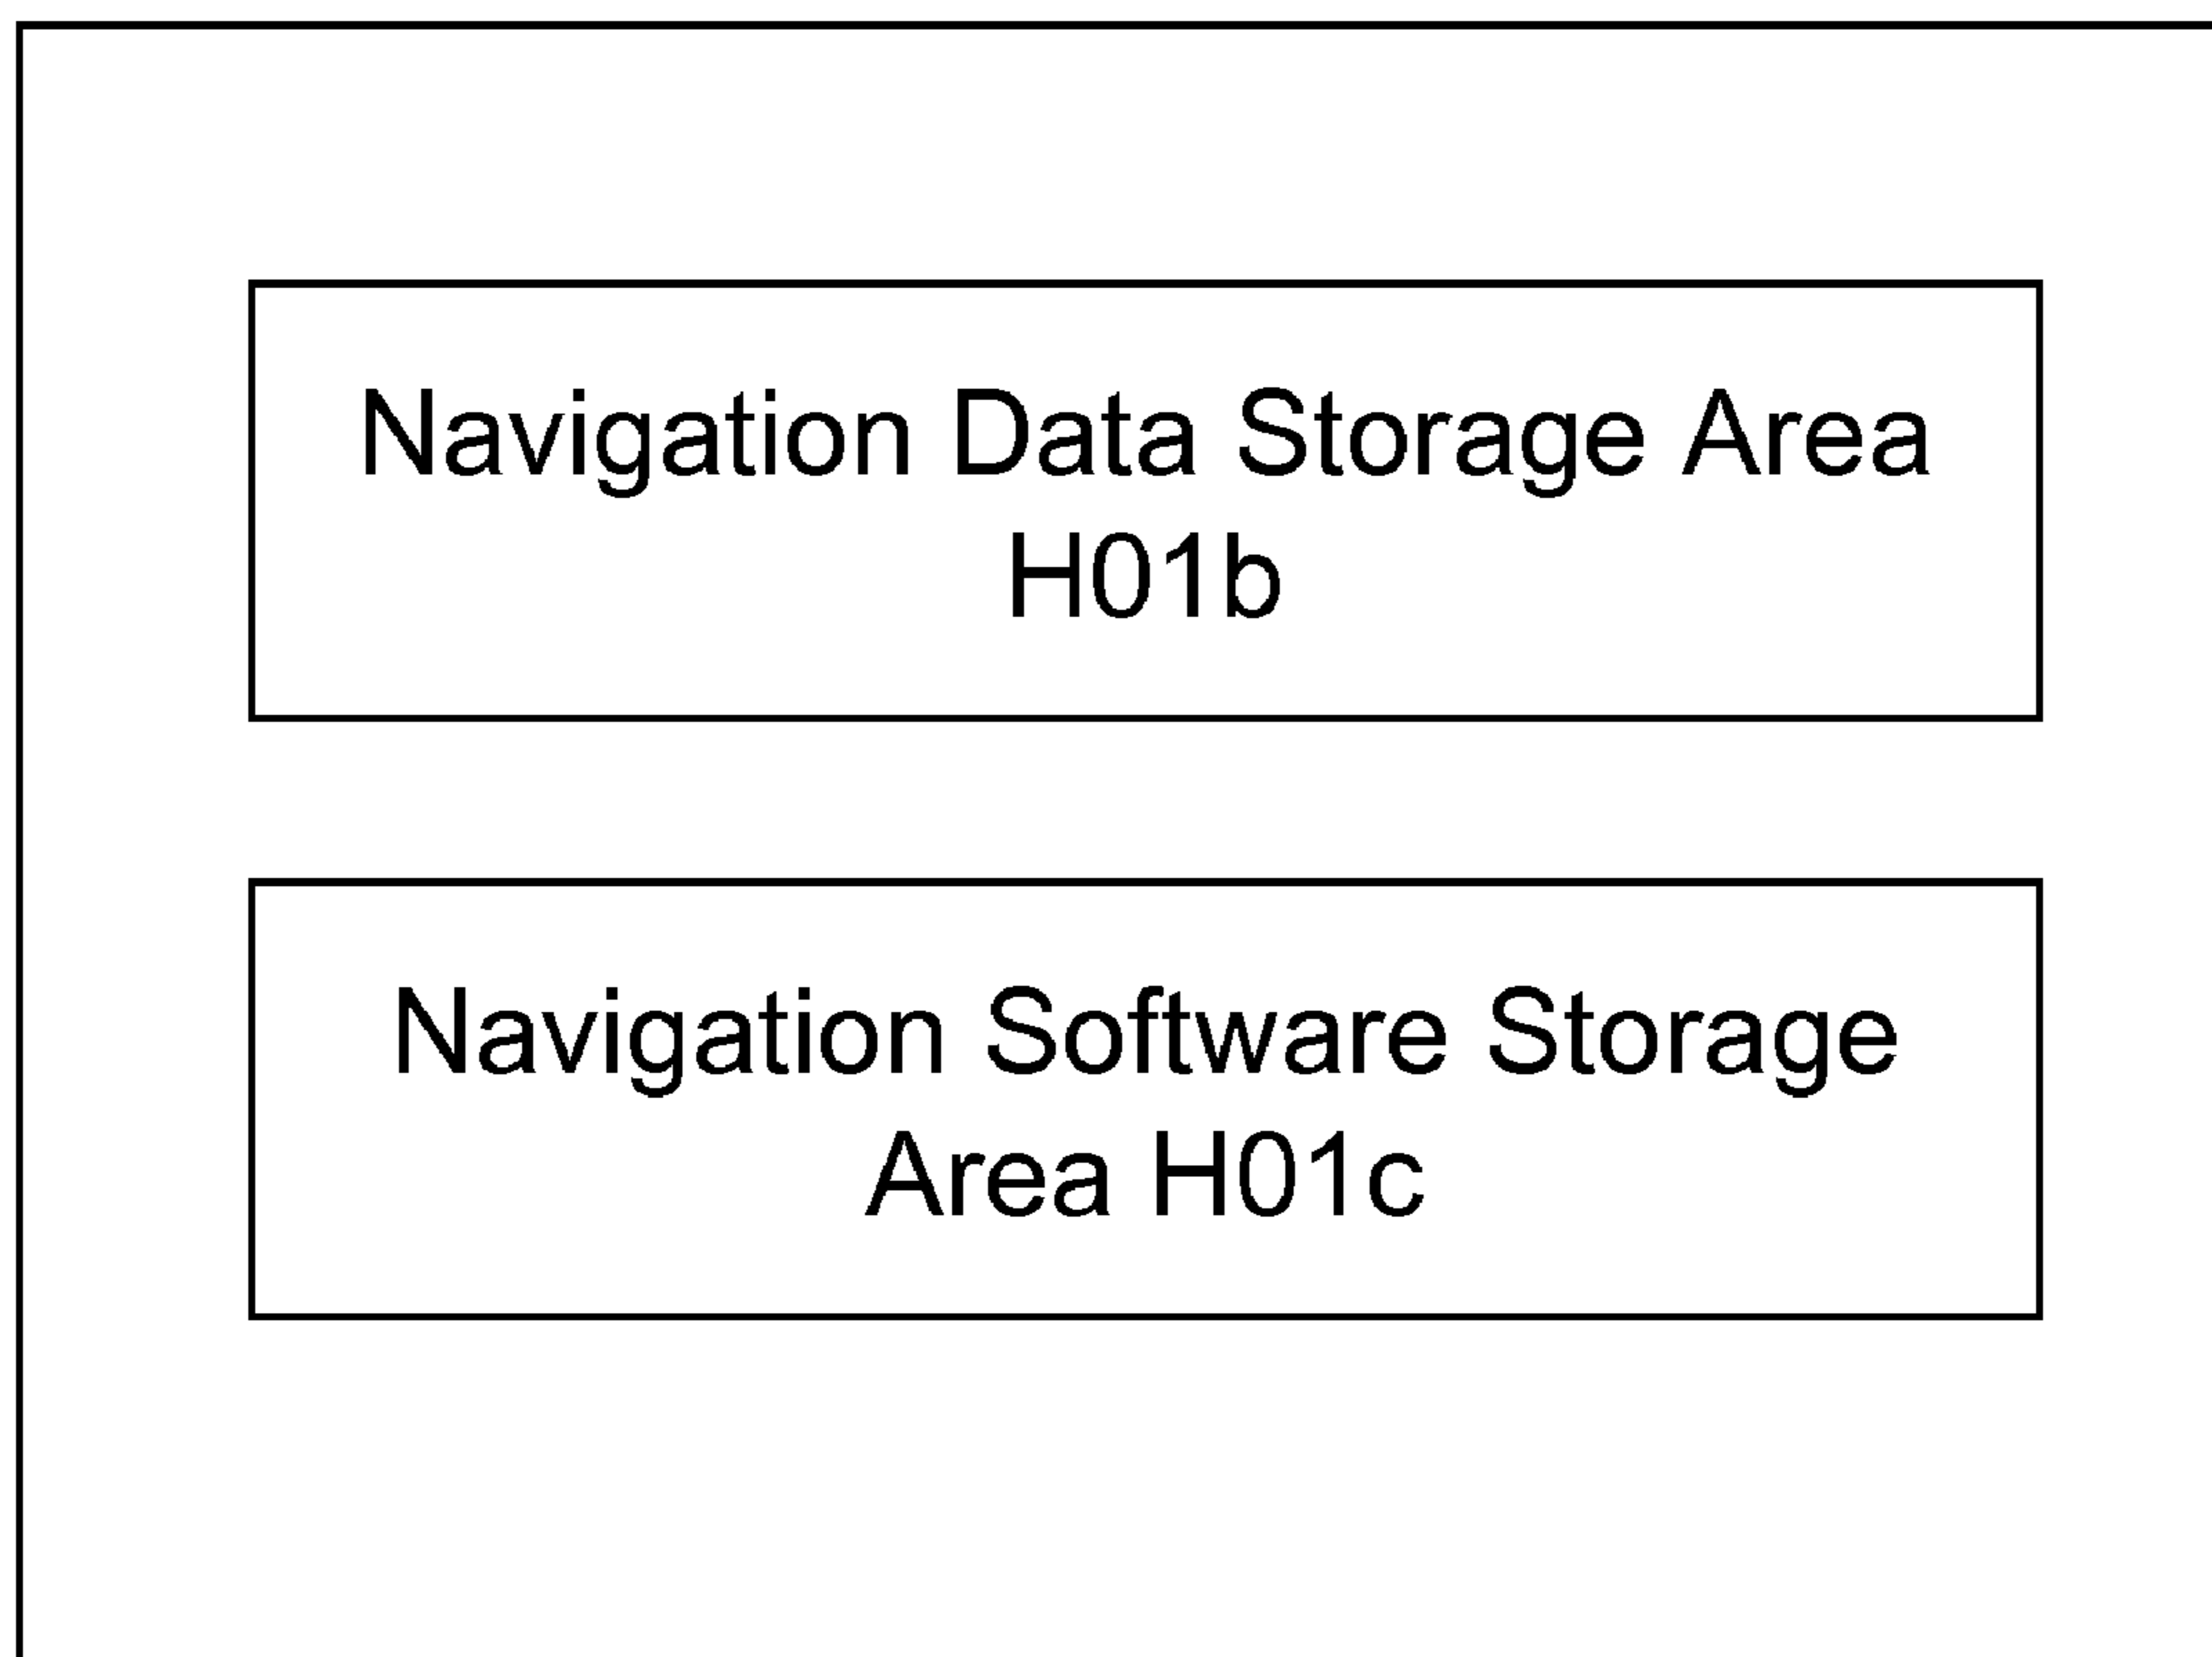 Navigation Data Storage Area
H01b
Navigation Software Storage
Area H01c